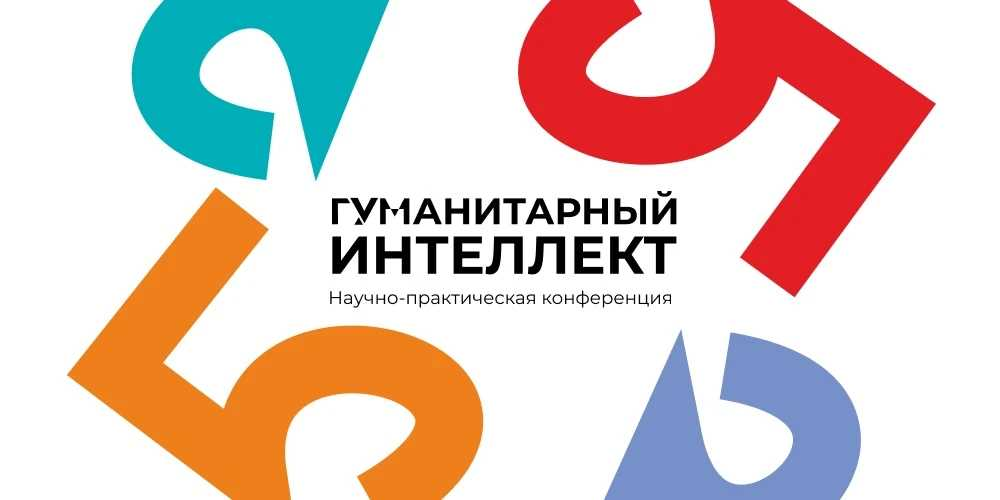 ГУМАНИТАРНЫЙ
ИНТЕЛЛЕКТ
Научно-практическая конференция